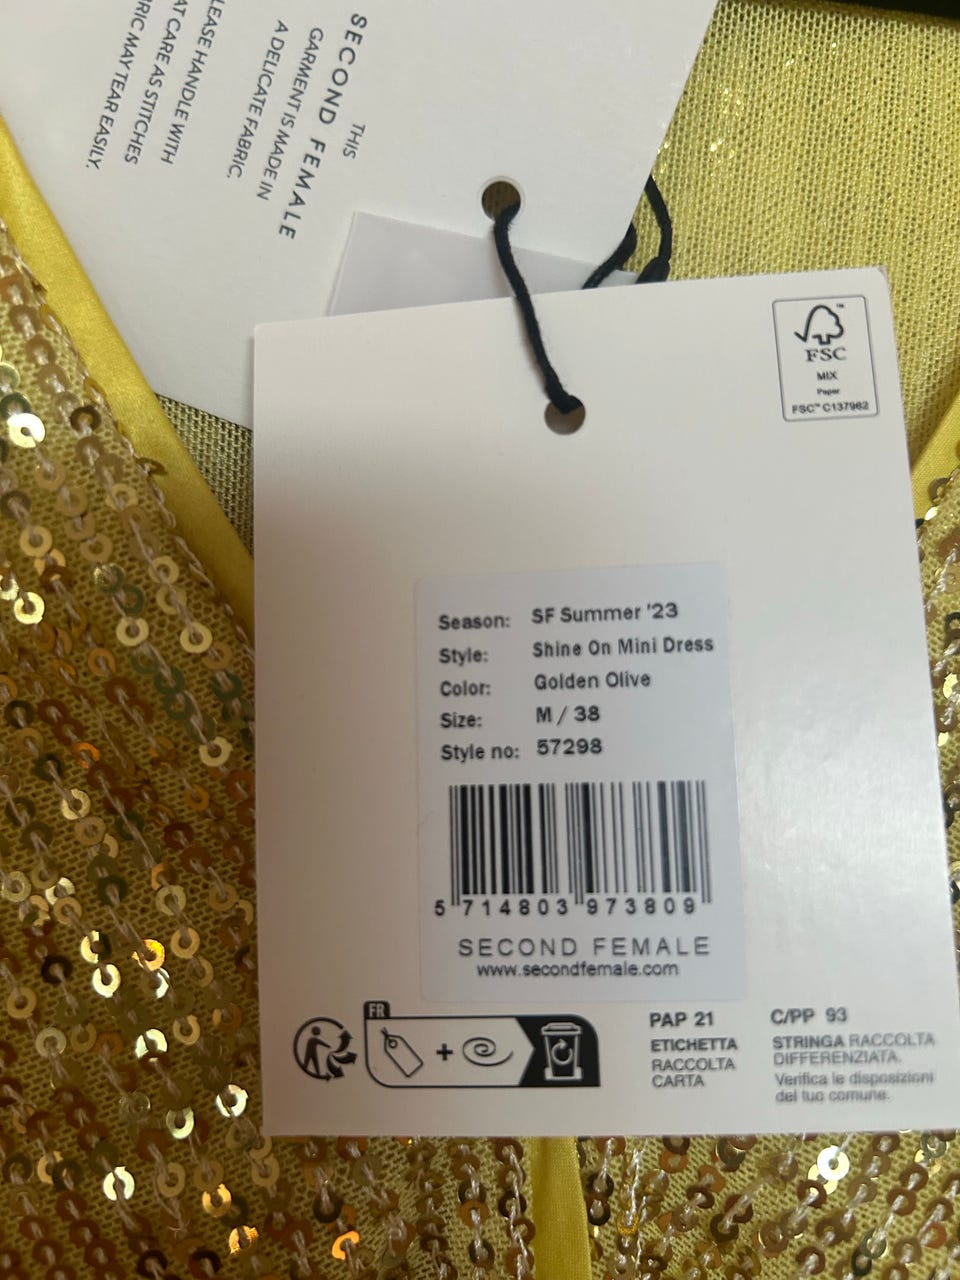 SECOND FEMALE
THIS
GARMENT IS MADE IN
A DELICATE FABRIC.
LEASE HANDLE WITH
AT CARE AS STITCHES
RIC MAY TEAR EASILY.
FSC™
MIX
Paper
FSC™ C137962
Season: SF Summer '23
Style: Shine On Mini Dress
Color: Golden Olive
Size: M / 38
Style no: 57298
5 714803 973809
SECOND FEMALE
www.secondfemale.com
FR
+
PAP 21
ETICHETTA
RACCOLTA
CARTA
C/PP 93
STRINGA RACCOLTA
DIFFERENZIATA.
Verifica le disposizioni
del tuo comune.